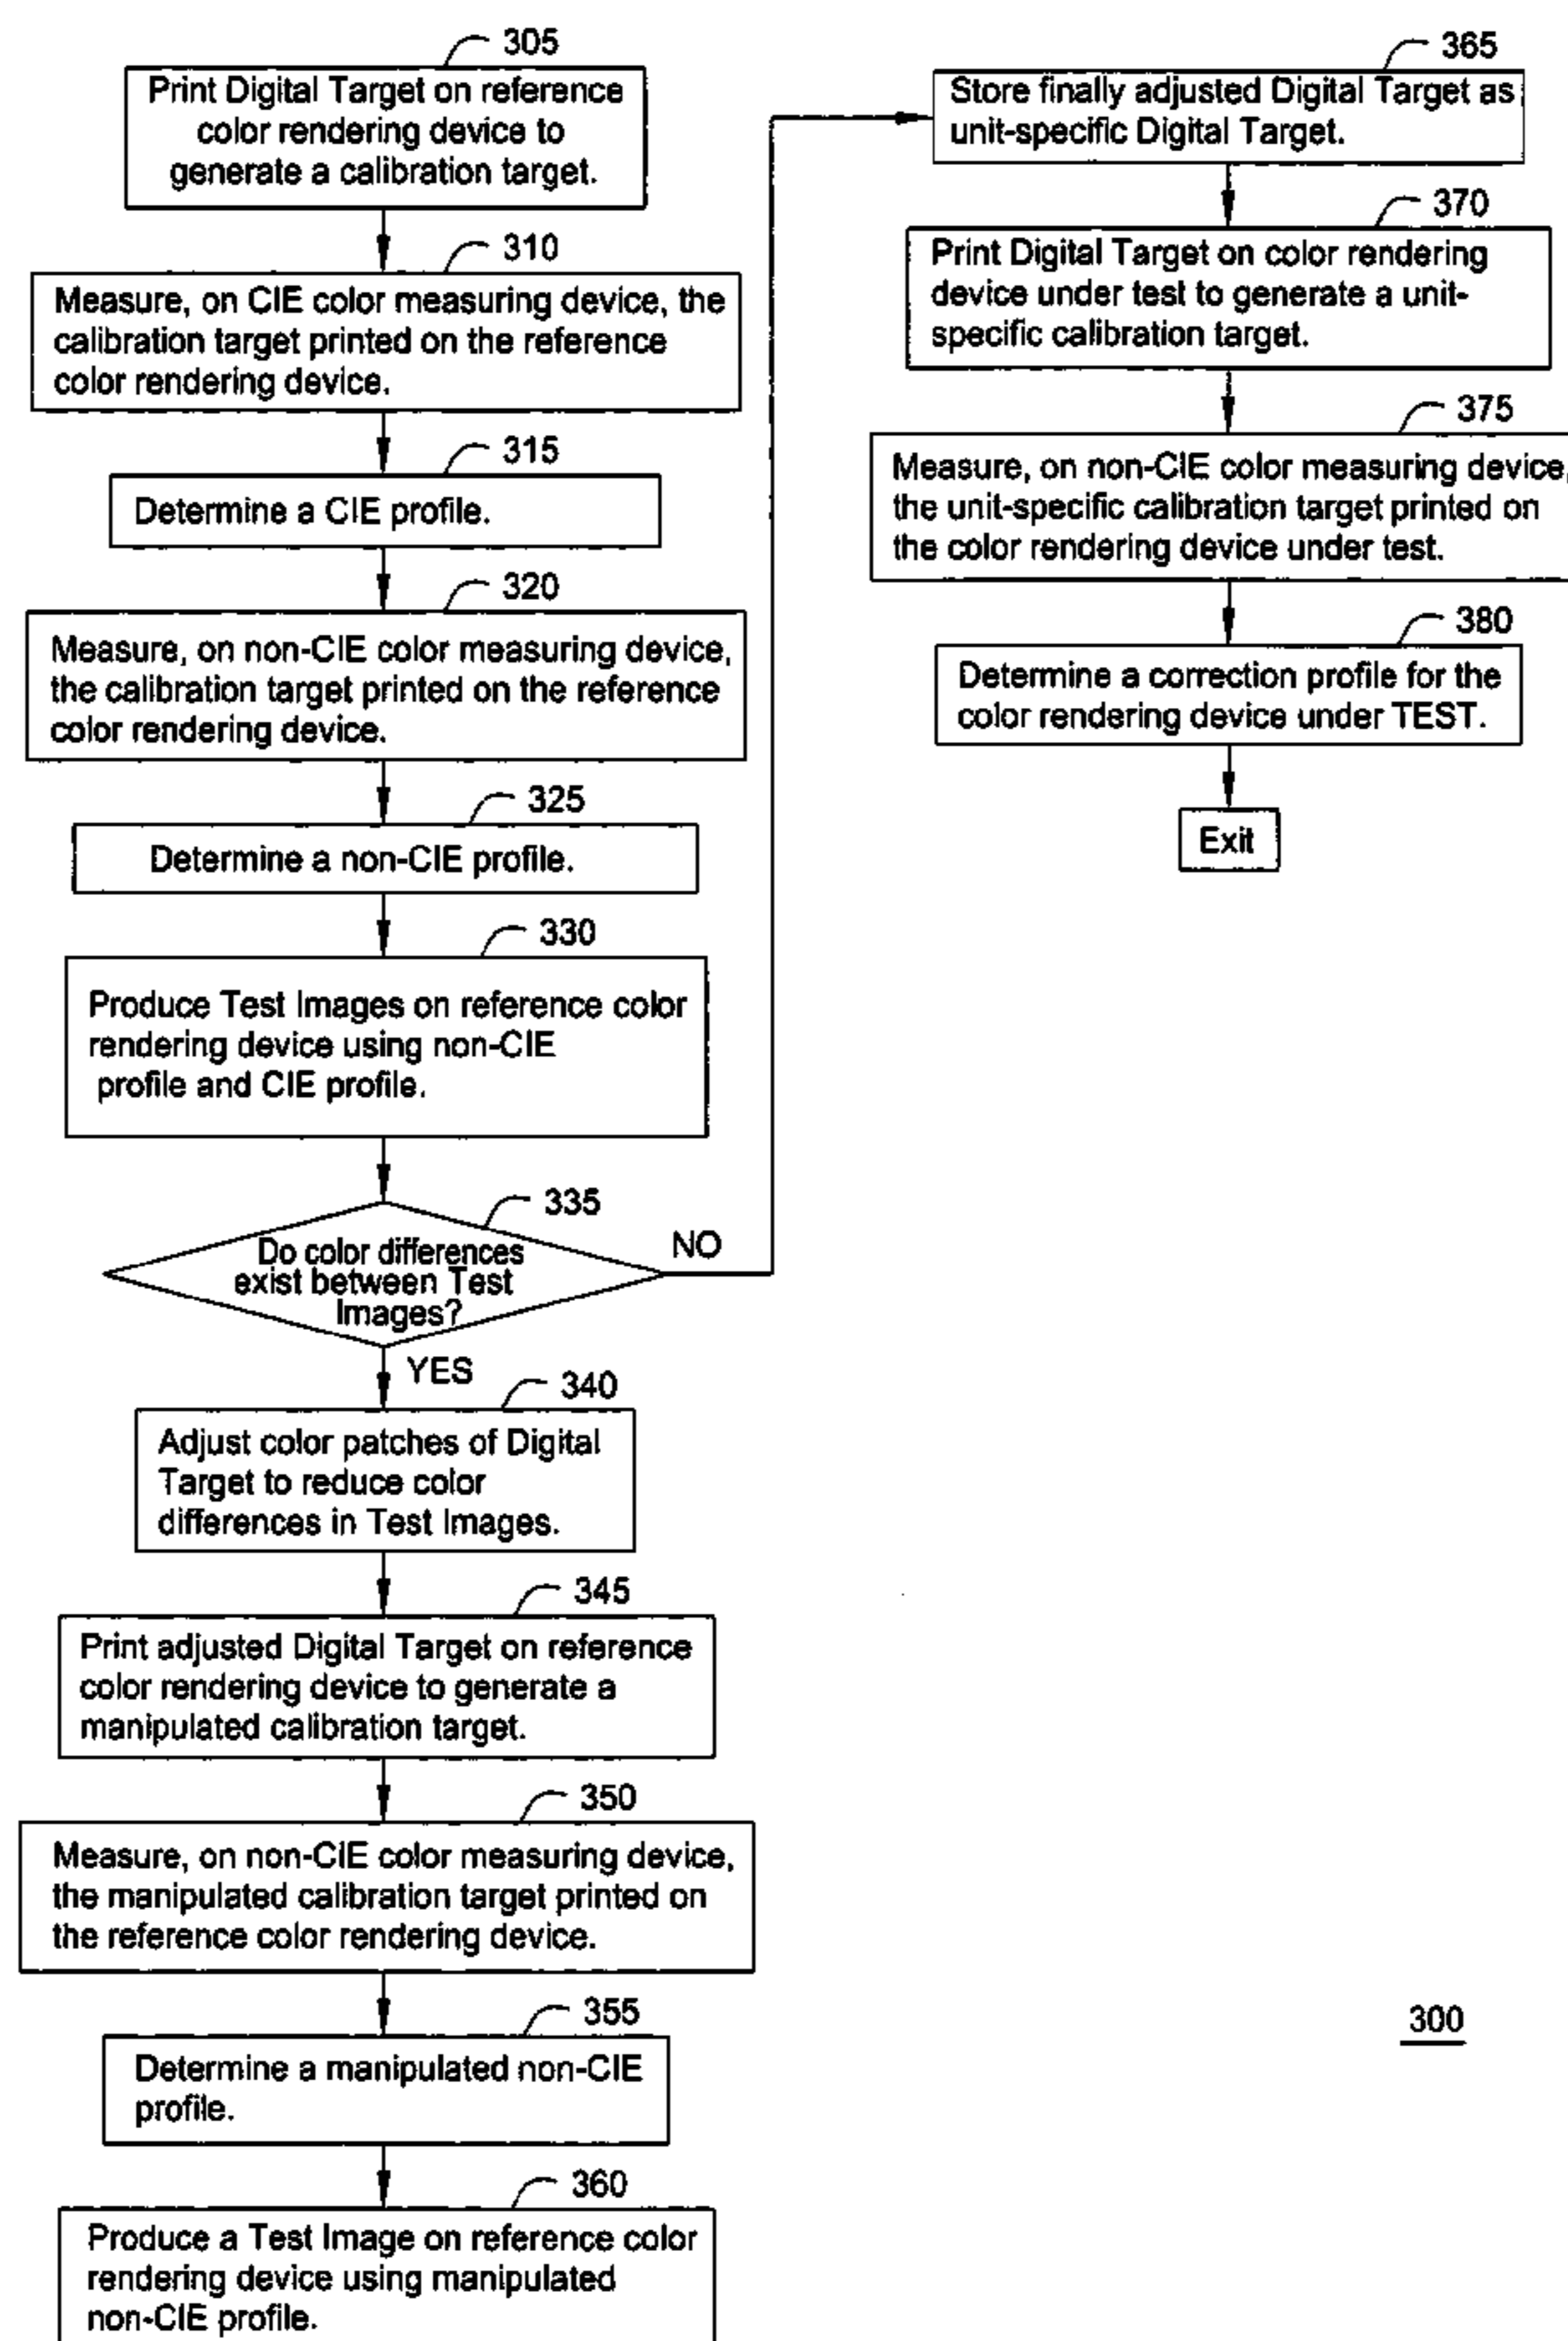 305
Print Digital Target on reference
color rendering device to
generate a calibration target.
310
Measure, on CIE color measuring device, the
calibration target printed on the reference
color rendering device.
315
Determine a CIE profile.
320
Measure, on non-CIE color measuring device,
the calibration target printed on the reference
color rendering device.
325
Determine a non-CIE profile.
330
Produce Test Images on reference color
rendering device using non-CIE
profile and CIE profile.
335
Do color differences
exist between Test
Images?
NO
YES
340
Adjust color patches of Digital
Target to reduce color
differences in Test Images.
345
Print adjusted Digital Target on reference
color rendering device to generate a
manipulated calibration target.
350
Measure, on non-CIE color measuring device,
the manipulated calibration target printed on
the reference color rendering device.
355
Determine a manipulated non-CIE
profile.
360
Produce a Test Image on reference color
rendering device using manipulated
non-CIE profile.
365
Store finally adjusted Digital Target as
unit-specific Digital Target.
370
Print Digital Target on color rendering
device under test to generate a unit-
specific calibration target.
375
Measure, on non-CIE color measuring device,
the unit-specific calibration target printed on
the color rendering device under test.
380
Determine a correction profile for the
color rendering device under TEST.
Exit
300